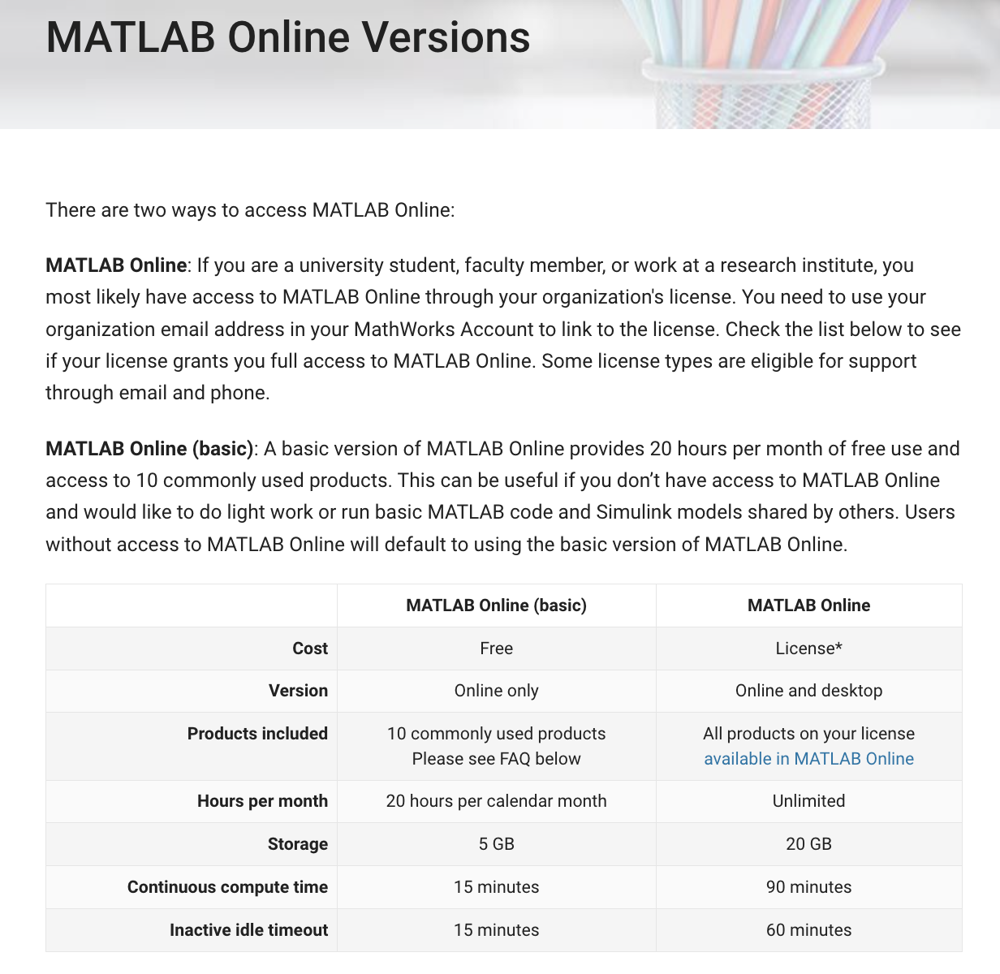 MATLAB Online Versions
There are two ways to access MATLAB Online:
MATLAB Online: If you are a university student, faculty member, or work at a research institute, you
most likely have access to MATLAB Online through your organization's license. You need to use your
organization email address in your MathWorks Account to link to the license. Check the list below to see
if your license grants you full access to MATLAB Online. Some license types are eligible for support
through email and phone.
MATLAB Online (basic): A basic version of MATLAB Online provides 20 hours per month of free use and
access to 10 commonly used products. This can be useful if you don’t have access to MATLAB Online
and would like to do light work or run basic MATLAB code and Simulink models shared by others. Users
without access to MATLAB Online will default to using the basic version of MATLAB Online.
MATLAB Online (basic) MATLAB Online
Cost Free License*
Version Online only Online and desktop
Products included 10 commonly used products All products on your license
Please see FAQ below available in MATLAB Online
Hours per month 20 hours per calendar month Unlimited
Storage 5 GB 20 GB
Continuous compute time 15 minutes 90 minutes
Inactive idle timeout 15 minutes 60 minutes